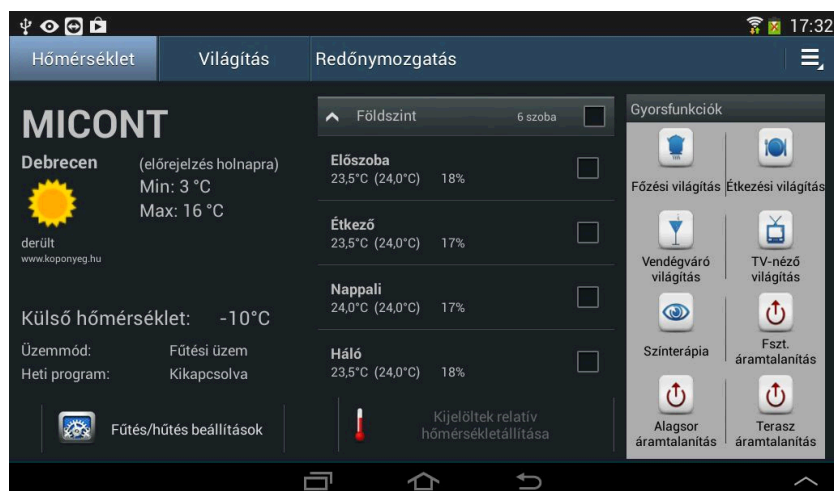 17:32
Hőmérséklet
Világítás
Redőnymozgatás
MICONT
Debrecen
(előrejelzés holnapra)
Min: 3 °C
Max: 16 °C
derült
www.koponyeg.hu
Külső hőmérséklet: -10°C
Üzemmód: Fűtési üzem
Heti program: Kikapcsolva
Fűtés/hűtés beállítások
Földszint 6 szoba
Előszoba
23,5°C (24,0°C) 18%
Étkező
23,5°C (24,0°C) 17%
Nappali
24,0°C (24,0°C) 17%
Háló
23,5°C (24,0°C) 18%
Kijelöltek relatív
hőmérsékletállítása
Gyorsfunkciók
Főzési világítás
Étkezési világítás
Vendégváró
világítás
TV-néző
világítás
Színterápia
Fszt.
áramtalanítás
Alagsor
áramtalanítás
Terasz
áramtalanítás